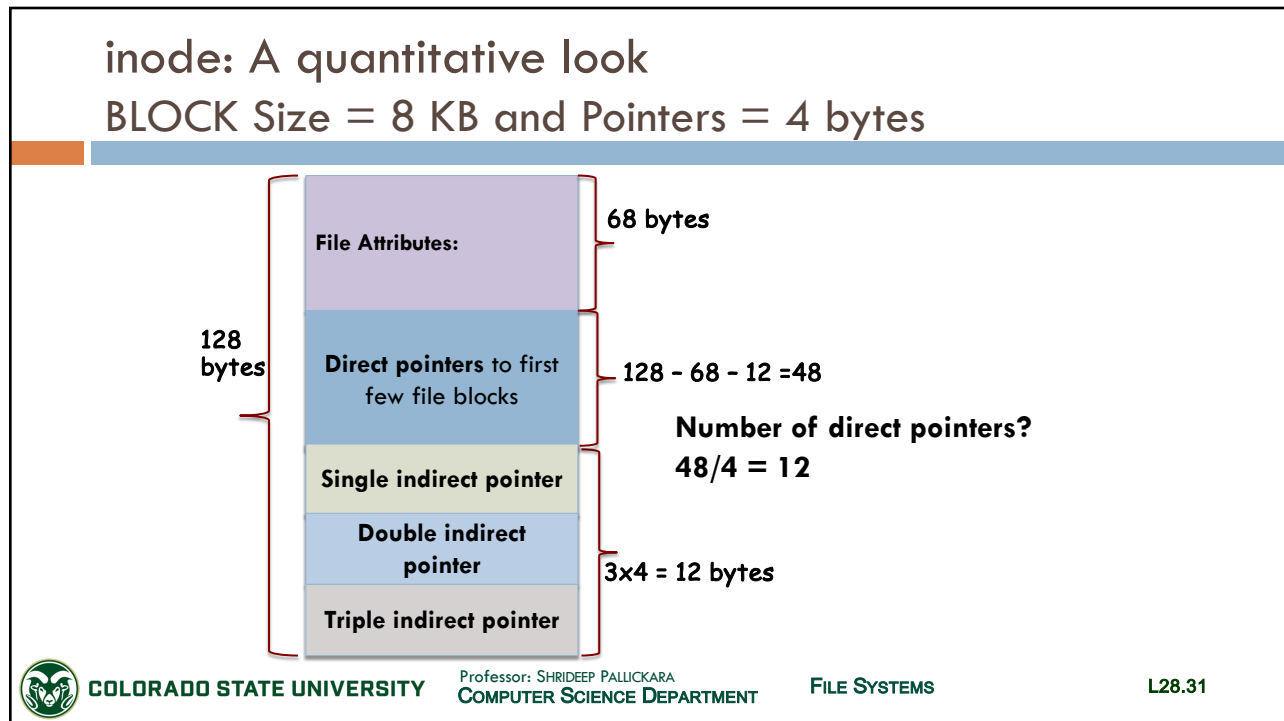 inode: A quantitative look
BLOCK Size = 8 KB and Pointers = 4 bytes
128
bytes
File Attributes:
68 bytes
Direct pointers to first
few file blocks
128 – 68 – 12 =48
Number of direct pointers?
48/4 = 12
Single indirect pointer
Double indirect
pointer
Triple indirect pointer
3x4 = 12 bytes
COLORADO STATE UNIVERSITY
Professor: SHRIDEEP PALLICKARA
COMPUTER SCIENCE DEPARTMENT
FILE SYSTEMS
L28.31